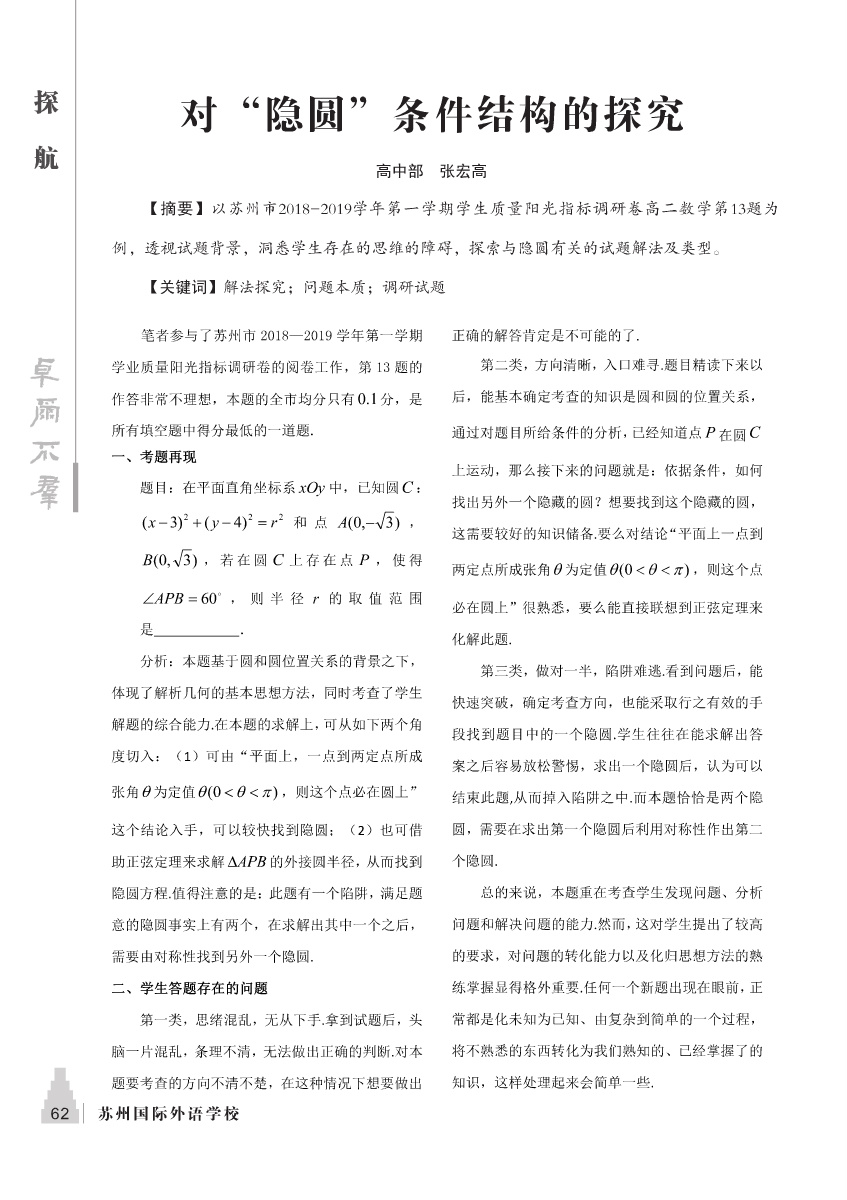 探
航
卓尔不群
对“隐圆”条件结构的探究
高中部 张宏高
【摘要】以苏州市2018-2019学年第一学期学生质量阳光指标调研卷高二数学第13题为
例，透视试题背景，洞悉学生存在的思维的障碍，探索与隐圆有关的试题解法及类型。
【关键词】解法探究；问题本质；调研试题
笔者参与了苏州市 2018—2019 学年第一学期
学业质量阳光指标调研卷的阅卷工作，第 13 题的
作答非常不理想，本题的全市均分只有 0.1 分，是
所有填空题中得分最低的一道题.
一、考题再现
题目：在平面直角坐标系 xOy 中，已知圆 C：
(x－3)²＋(y－4)²＝r² 和 点 A(0,－√3) ，
B(0,√3) ，若在圆 C 上存在点 P ，使得
∠APB＝60° ，则半径 r 的取值范围
是____________.
分析：本题基于圆和圆位置关系的背景之下，
体现了解析几何的基本思想方法，同时考查了学生
解题的综合能力.在本题的求解上，可从如下两个角
度切入：（1）可由“平面上，一点到两定点所成
张角 θ 为定值 θ(0＜θ＜π)，则这个点必在圆上”
这个结论入手，可以较快找到隐圆；（2）也可借
助正弦定理来求解 ΔAPB 的外接圆半径，从而找到
隐圆方程.值得注意的是：此题有一个陷阱，满足题
意的隐圆事实上有两个，在求解出其中一个之后，
需要由对称性找到另外一个隐圆.
二、学生答题存在的问题
第一类，思绪混乱，无从下手.拿到试题后，头
脑一片混乱，条理不清，无法做出正确的判断.对本
题要考查的方向不清不楚，在这种情况下想要做出
正确的解答肯定是不可能的了.
第二类，方向清晰，入口难寻.题目精读下来以
后，能基本确定考查的知识是圆和圆的位置关系，
通过对题目所给条件的分析，已经知道点 P 在圆 C
上运动，那么接下来的问题就是：依据条件，如何
找出另外一个隐藏的圆？想要找到这个隐藏的圆，
这需要较好的知识储备.要么对结论“平面上一点到
两定点所成张角 θ 为定值 θ(0＜θ＜π)，则这个点
必在圆上”很熟悉，要么能直接联想到正弦定理来
化解此题.
第三类，做对一半，陷阱难逃.看到问题后，能
快速突破，确定考查方向，也能采取行之有效的手
段找到题目中的一个隐圆.学生往往在能求解出答
案之后容易放松警惕，求出一个隐圆后，认为可以
结束此题,从而掉入陷阱之中.而本题恰恰是两个隐
圆，需要在求出第一个隐圆后利用对称性作出第二
个隐圆.
总的来说，本题重在考查学生发现问题、分析
问题和解决问题的能力.然而，这对学生提出了较高
的要求，对问题的转化能力以及化归思想方法的熟
练掌握显得格外重要.任何一个新题出现在眼前，正
常都是化未知为已知、由复杂到简单的一个过程，
将不熟悉的东西转化为我们熟知的、已经掌握了的
知识，这样处理起来会简单一些.
62 苏州国际外语学校